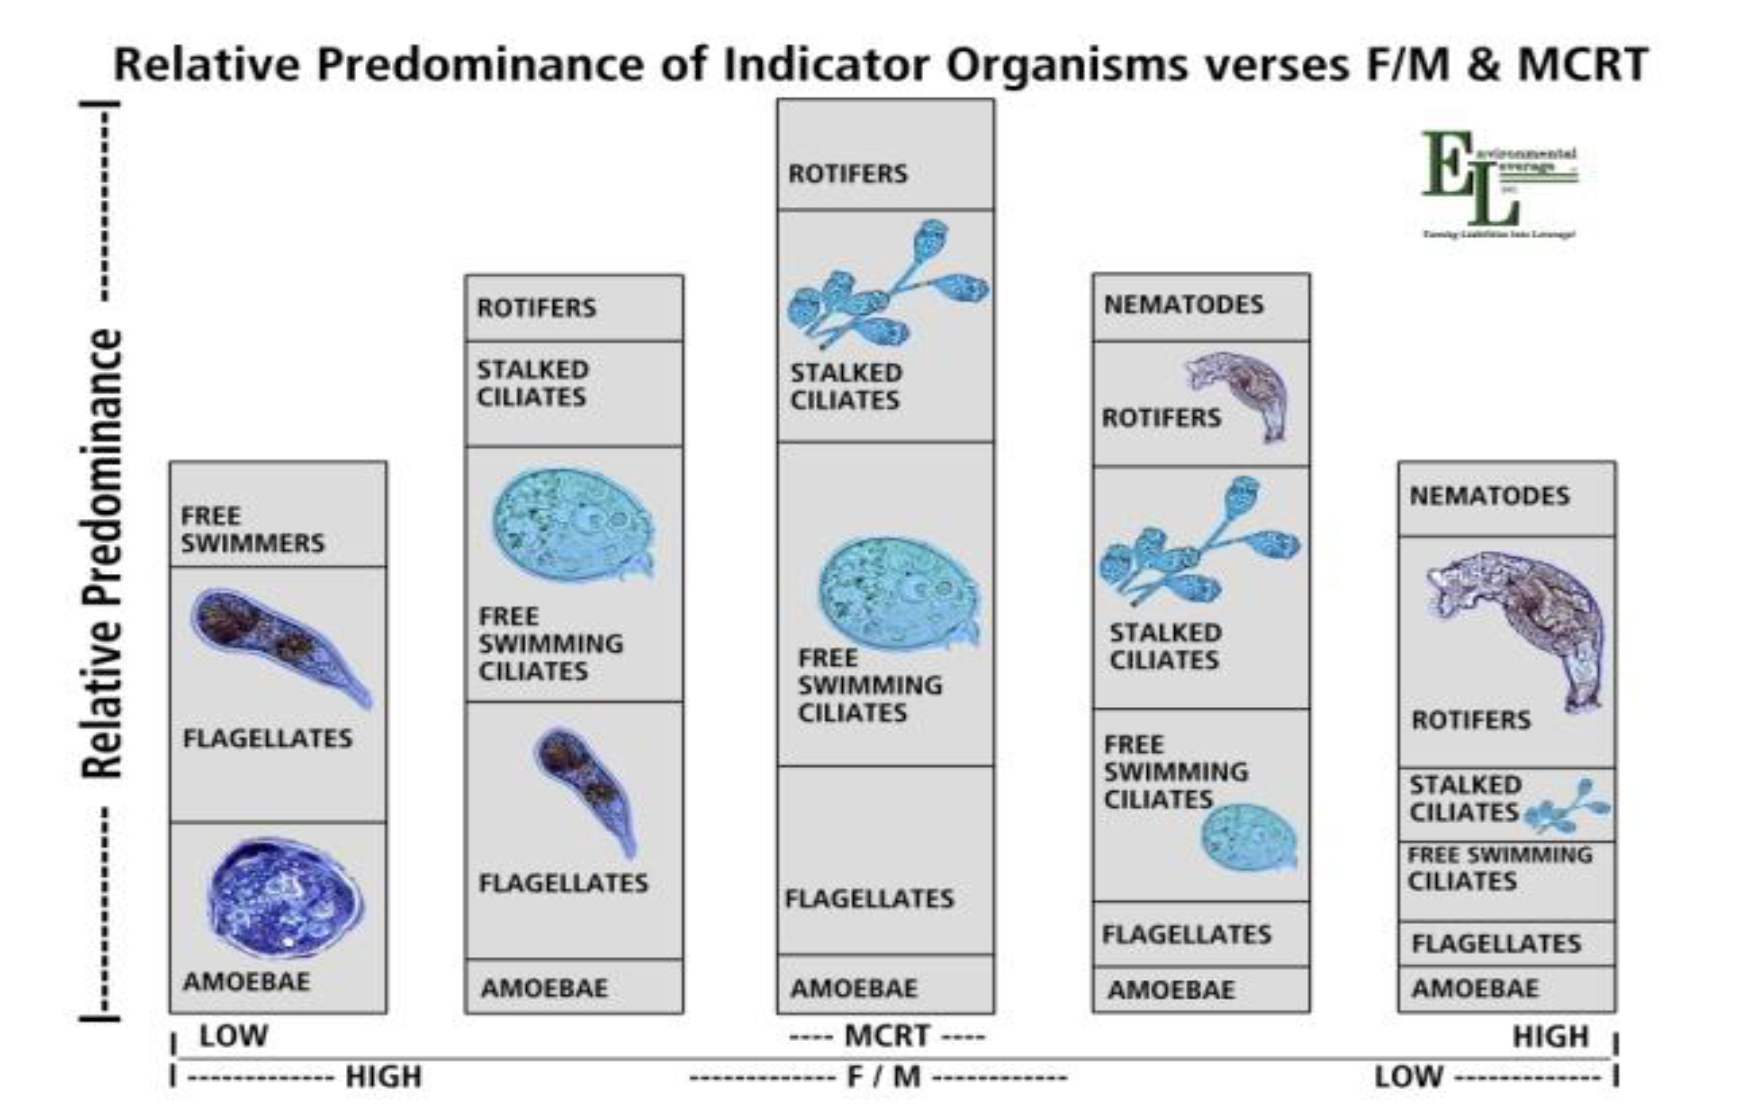 Relative Predominance of Indicator Organisms verses F/M & MCRT
Relative Predominance
Environmental
Leverage
INC.
Turning Liabilities Into Leverage!
FREE
SWIMMERS
FLAGELLATES
AMOEBAE
ROTIFERS
STALKED
CILIATES
FREE
SWIMMING
CILIATES
FLAGELLATES
AMOEBAE
ROTIFERS
STALKED
CILIATES
FREE
SWIMMING
CILIATES
FLAGELLATES
AMOEBAE
NEMATODES
ROTIFERS
STALKED
CILIATES
FREE
SWIMMING
CILIATES
FLAGELLATES
AMOEBAE
NEMATODES
ROTIFERS
STALKED
CILIATES
FREE SWIMMING
CILIATES
FLAGELLATES
AMOEBAE
LOW ---- MCRT ---- HIGH
HIGH F / M LOW